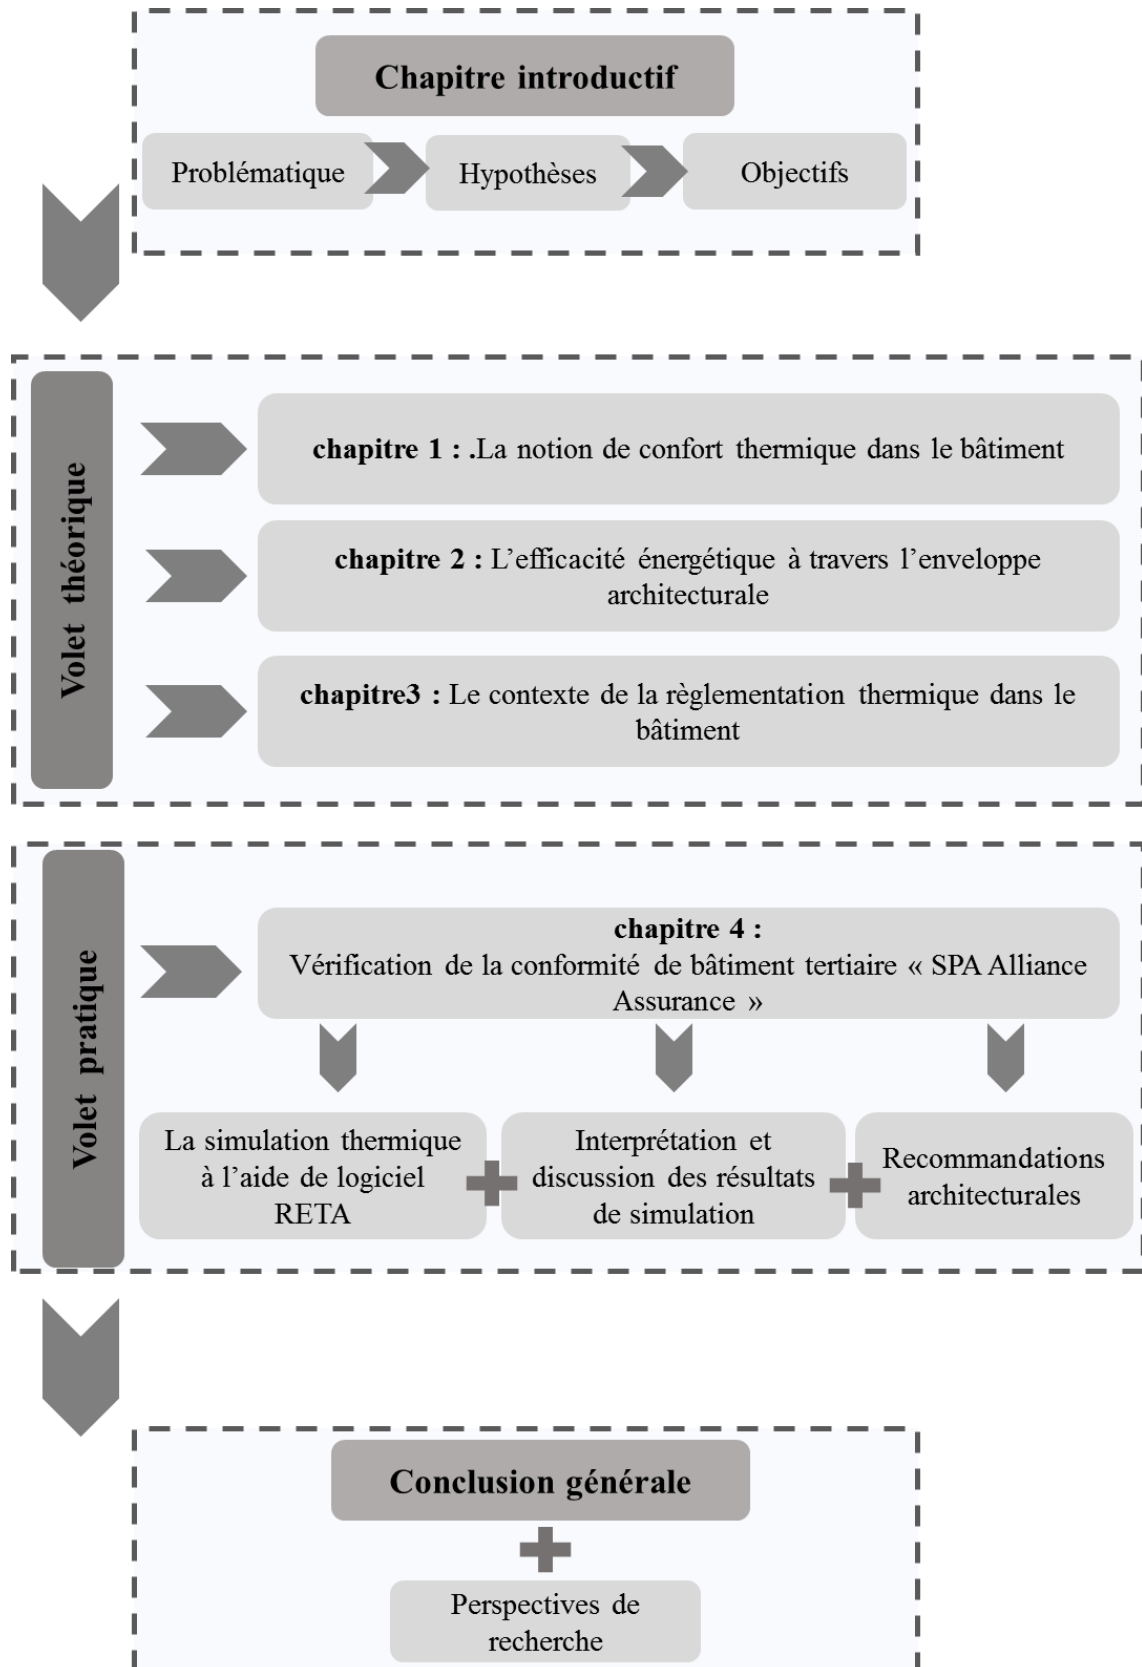 Chapitre introductif
Problématique
Hypothèses
Objectifs
Volet théorique
chapitre 1 : .La notion de confort thermique dans le bâtiment
chapitre 2 : L’efficacité énergétique à travers l’enveloppe
architecturale
chapitre3 : Le contexte de la règlementation thermique dans le
bâtiment
Volet pratique
chapitre 4 :
Vérification de la conformité de bâtiment tertiaire « SPA Alliance
Assurance »
La simulation thermique
à l’aide de logiciel
RETA
Interprétation et
discussion des résultats
de simulation
Recommandations
architecturales
Conclusion générale
Perspectives de
recherche